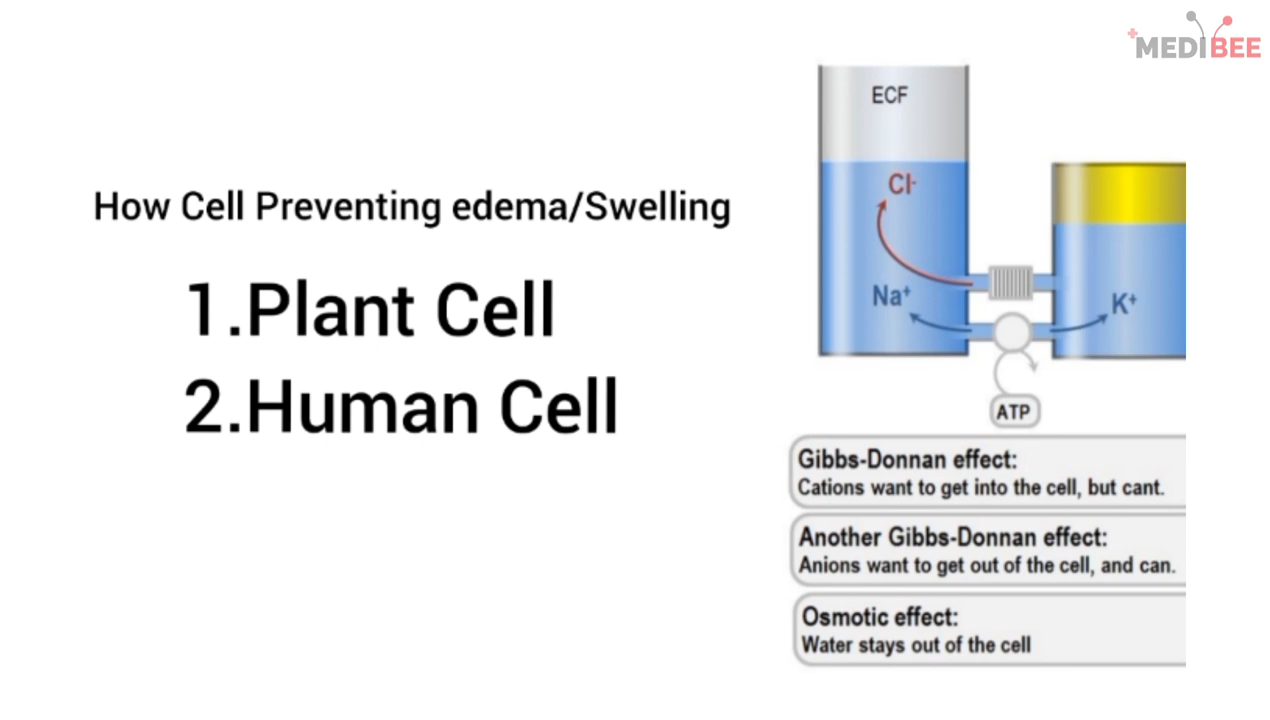 MEDIBEE
How Cell Preventing edema/Swelling
1.Plant Cell
2.Human Cell
ECF
Cl-
Na+
K+
ATP
Gibbs-Donnan effect:
Cations want to get into the cell, but cant.
Another Gibbs-Donnan effect:
Anions want to get out of the cell, and can.
Osmotic effect:
Water stays out of the cell